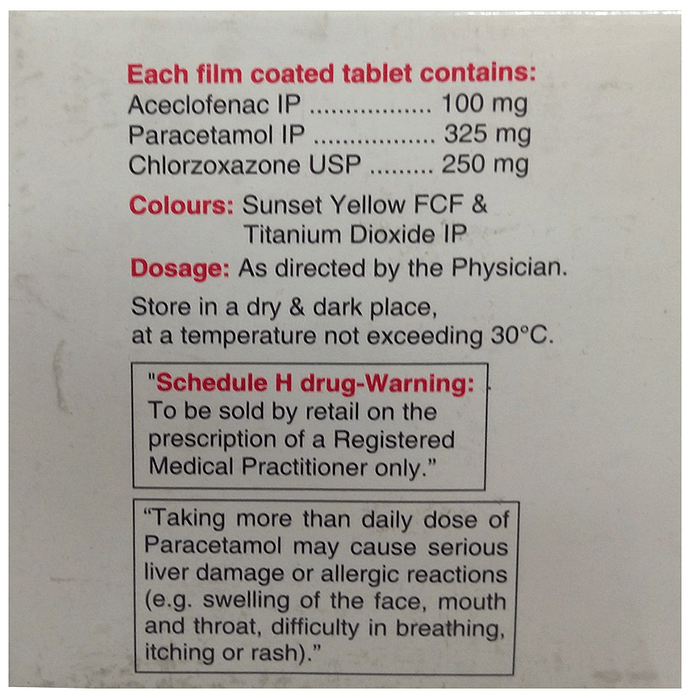 Each film coated tablet contains:
Aceclofenac IP .................. 100 mg
Paracetamol IP ................. 325 mg
Chlorzoxazone USP ......... 250 mg
Colours: Sunset Yellow FCF &
Titanium Dioxide IP
Dosage: As directed by the Physician.
Store in a dry & dark place,
at a temperature not exceeding 30°C.
"Schedule H drug-Warning:
To be sold by retail on the
prescription of a Registered
Medical Practitioner only.”
“Taking more than daily dose of
Paracetamol may cause serious
liver damage or allergic reactions
(e.g. swelling of the face, mouth
and throat, difficulty in breathing,
itching or rash).”